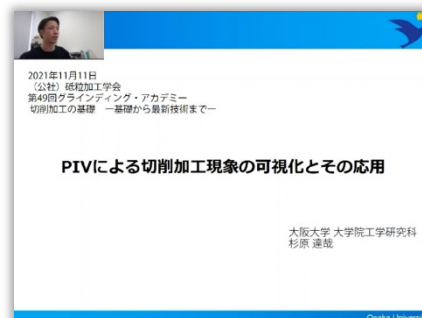 2021年11月11日
（公社）砥粒加工学会
第49回グラインディング・アカデミー
切削加工の基礎　―基礎から最新技術まで―
PIVによる切削加工現象の可視化とその応用
大阪大学 大学院工学研究科
杉原 達哉